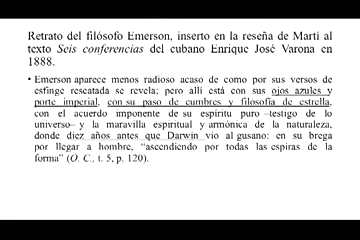 Retrato del filósofo Emerson, inserto en la reseña de Marti al
texto Seis conferencias del cubano Enrique José Varona en
1888.
• Emerson aparece menos radioso acaso de como por sus versos de
esfinge rescatada se revela; pero allí está con sus ojos azules y
porte imperial, con su paso de cumbres y filosofía de estrella,
con el acuerdo imponente de su espíritu puro –testigo de lo
universo– y la maravilla espiritual y armónica de la naturaleza,
donde diez años antes que Darwin vio al gusano: en su brega
por llegar a hombre, “ascendiendo por todas las espiras de la
forma” (O. C., t. 5, p. 120).